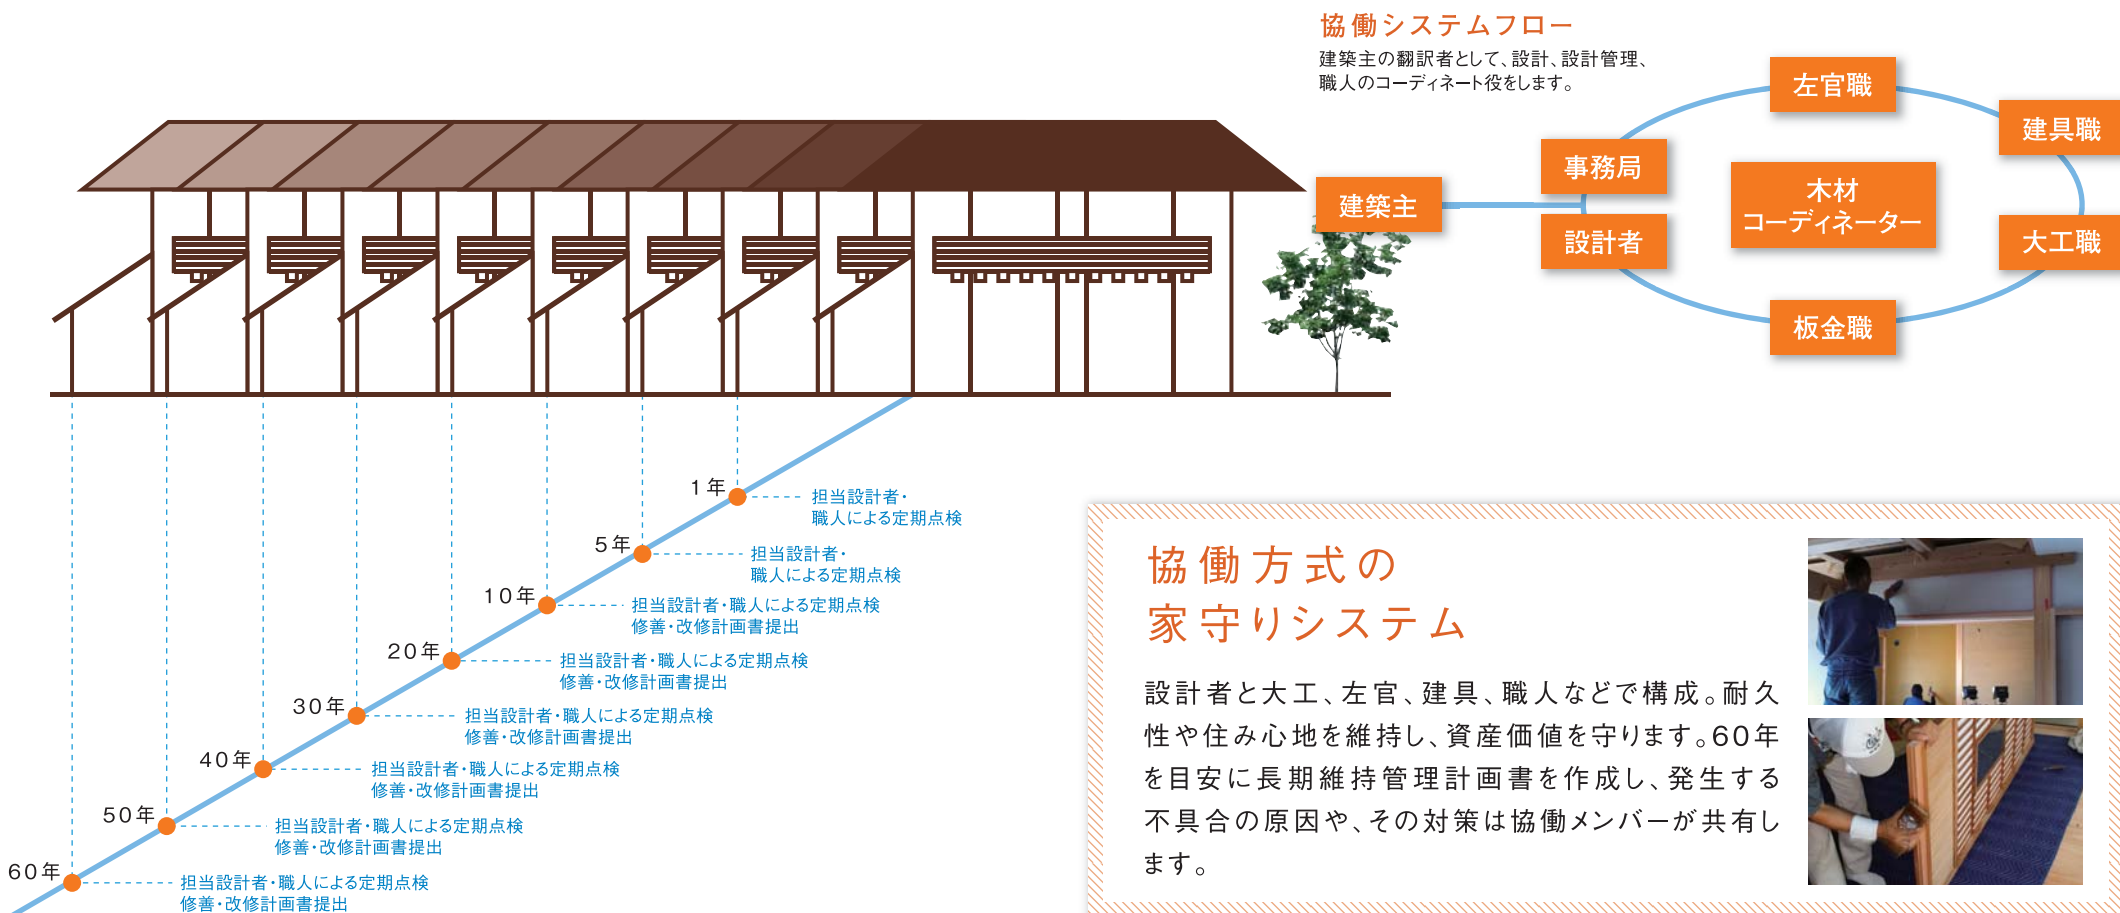 協働システムフロー
建築主の翻訳者として、設計、設計管理、
職人のコーディネート役をします。
左官職
建具職
事務局
木材
コーディネーター
建築主
設計者
大工職
板金職
1年
担当設計者・
職人による定期点検
5年
担当設計者・
職人による定期点検
10年
担当設計者・職人による定期点検
修善・改修計画書提出
20年
担当設計者・職人による定期点検
修善・改修計画書提出
30年
担当設計者・職人による定期点検
修善・改修計画書提出
40年
担当設計者・職人による定期点検
修善・改修計画書提出
50年
担当設計者・職人による定期点検
修善・改修計画書提出
60年
担当設計者・職人による定期点検
修善・改修計画書提出
協働方式の
家守りシステム
設計者と大工、左官、建具、職人などで構成。耐久
性や住み心地を維持し、資産価値を守ります。60年
を目安に長期維持管理計画書を作成し、発生する
不具合の原因や、その対策は協働メンバーが共有し
ます。